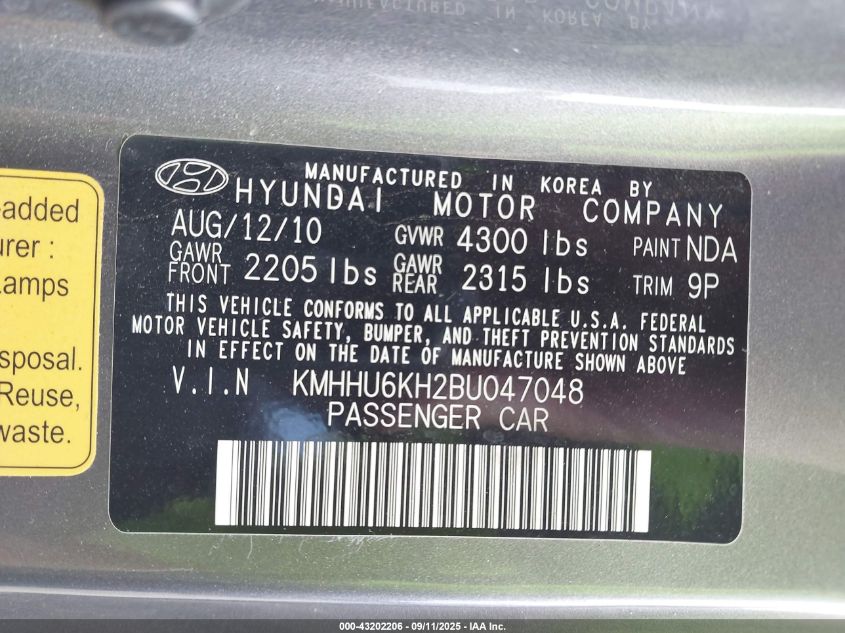 MANUFACTURED IN KOREA BY
HYUNDAI MOTOR COMPANY
AUG/12/10 GVWR 4300 lbs PAINT NDA
GAWR FRONT 2205 lbs GAWR REAR 2315 lbs TRIM 9P
THIS VEHICLE CONFORMS TO ALL APPLICABLE U.S.A. FEDERAL
MOTOR VEHICLE SAFETY, BUMPER, AND THEFT PREVENTION STANDARDS
IN EFFECT ON THE DATE OF MANUFACTURE SHOWN ABOVE
V.I.N KMHHU6KH2BU047048
PASSENGER CAR
-added
urer :
Lamps
sposal.
Reuse,
waste.
000-43202206 - 09/11/2025 - IAA Inc.